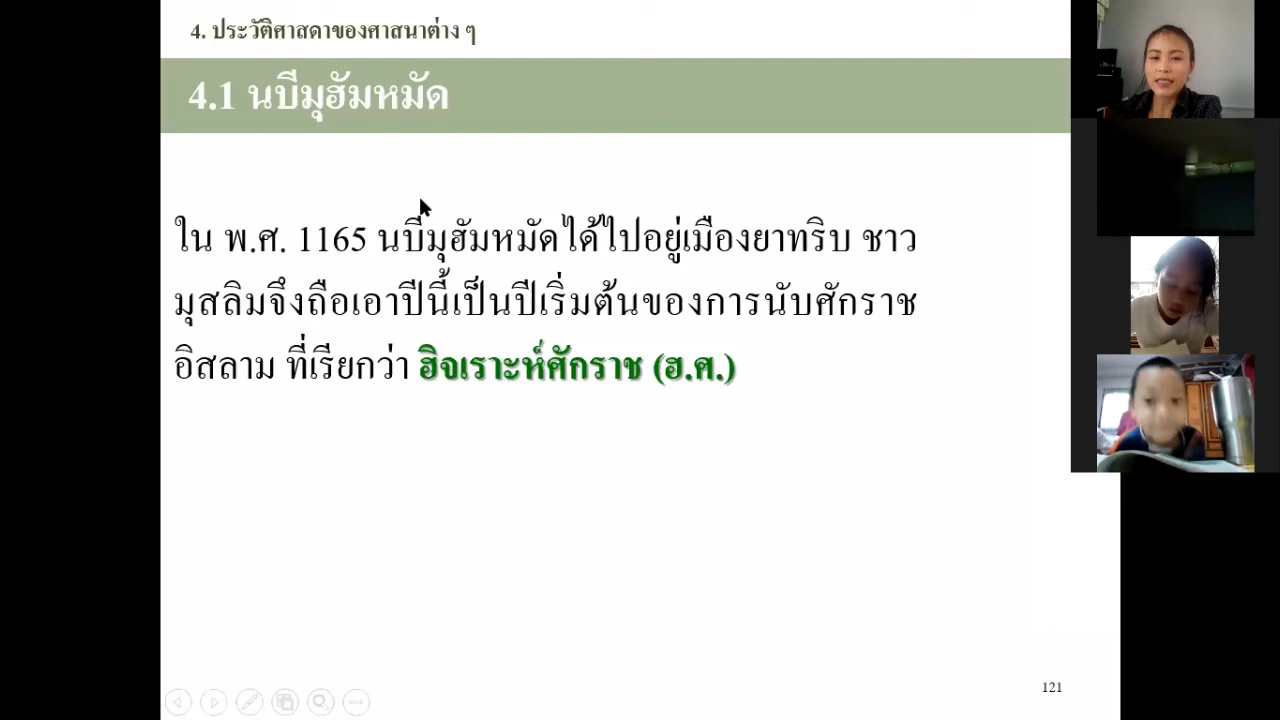 4. ประวัติศาสดาของศาสนาต่าง ๆ
4.1 นบีมุฮัมหมัด
ใน พ.ศ. 1165 นบีมุฮัมหมัดได้ไปอยู่เมืองยาทริบ ชาว
มุสลิมจึงถือเอาปีนี้เป็นปีเริ่มต้นของการนับศักราช
อิสลาม ที่เรียกว่า ฮิจเราะห์ศักราช (ฮ.ศ.)
121